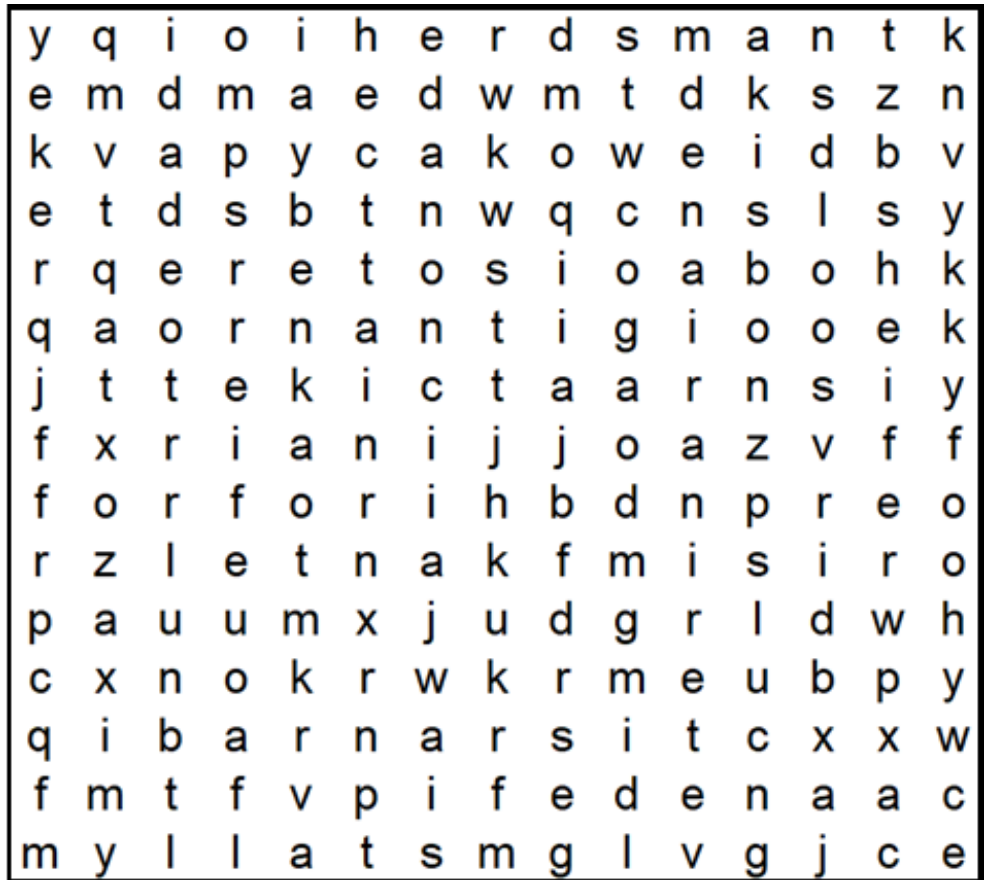 y q i o i h e r d s m a n t k
e m d m a e d w m t d k s z n
k v a p y c a k o w e i d b v
e t d s b t n w q c n s l s y
r q e r e t o s i o a b o h k
q a o r n a n t i g i o o e k
j t t e k i c t a a r n s i y
f x r i a n i j j o a z v f f
f o r f o r i h b d n p r e o
r z l e t n a k f m i s i r o
p a u u m x j u d g r l d w h
c x n o k r w k r m e u b p y
q i b a r n a r s i t c x x w
f m t f v p i f e d e n a a c
m y l l a t s m g l v g j c e